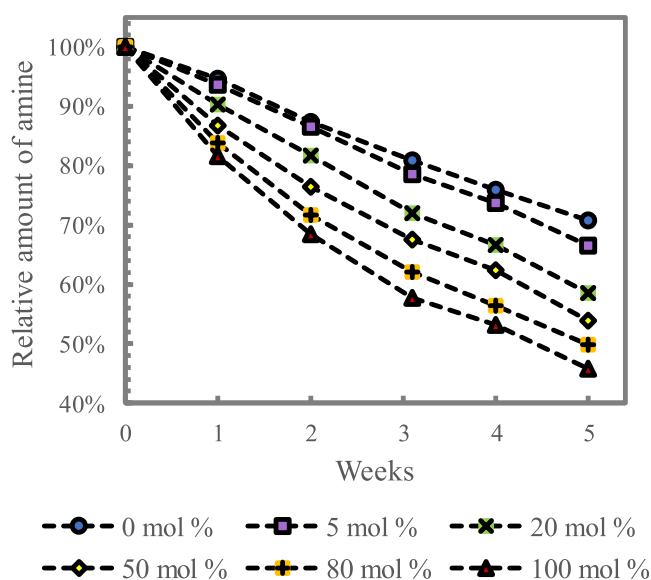 Relative amount of amine
100%
90%
80%
70%
60%
50%
40%
0 1 2 3 4 5
Weeks
0 mol % 5 mol % 20 mol %
50 mol % 80 mol % 100 mol %